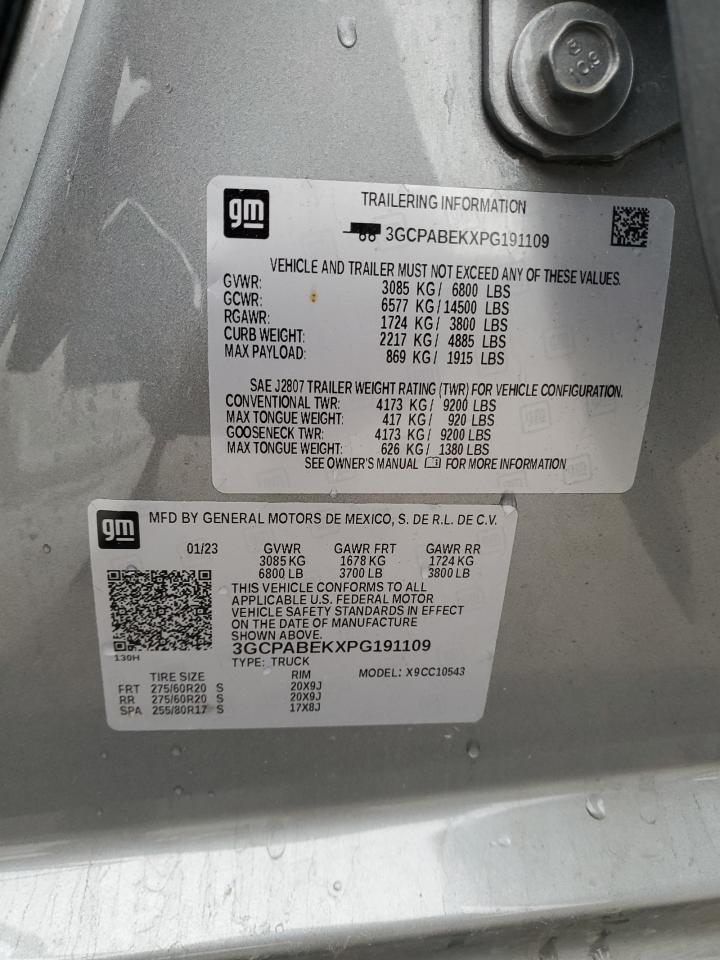 10.9
gm
TRAILERING INFORMATION
3GCPABEKXPG191109
VEHICLE AND TRAILER MUST NOT EXCEED ANY OF THESE VALUES.
GVWR: 3085 KG/ 6800 LBS
GCWR: 6577 KG/14500 LBS
RGAWR: 1724 KG/ 3800 LBS
CURB WEIGHT: 2217 KG/ 4885 LBS
MAX PAYLOAD: 869 KG/ 1915 LBS
SAE J2807 TRAILER WEIGHT RATING (TWR) FOR VEHICLE CONFIGURATION.
CONVENTIONAL TWR: 4173 KG/ 9200 LBS
MAX TONGUE WEIGHT: 417 KG/ 920 LBS
GOOSENECK TWR: 4173 KG/ 9200 LBS
MAX TONGUE WEIGHT: 626 KG/ 1380 LBS
SEE OWNER'S MANUAL FOR MORE INFORMATION
gm
MFD BY GENERAL MOTORS DE MEXICO, S. DE R.L. DE C.V.
01/23 GVWR GAWR FRT GAWR RR
3085 KG 1678 KG 1724 KG
6800 LB 3700 LB 3800 LB
THIS VEHICLE CONFORMS TO ALL
APPLICABLE U.S. FEDERAL MOTOR
VEHICLE SAFETY STANDARDS IN EFFECT
ON THE DATE OF MANUFACTURE
SHOWN ABOVE.
3GCPABEKXPG191109
130H
TYPE: TRUCK
MODEL: X9CC10543
TIRE SIZE RIM
FRT 275/60R20 S 20X9J
RR 275/60R20 S 20X9J
SPA 255/80R17 S 17X8J